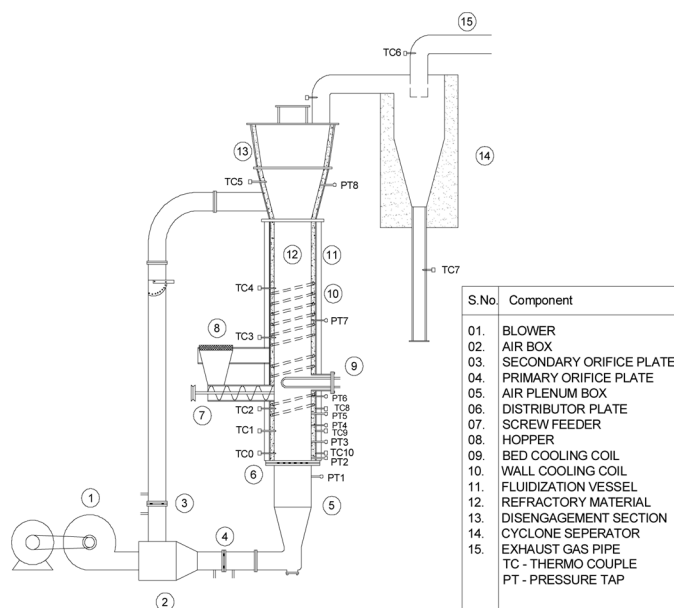 15
TC6
13
14
TC5
PT8
12
11
TC4
10
TC7
PT7
8
TC3
9
PT6
7
TC2
TC8
PT5
PT4
TC1
TC9
PT3
TC0
TC10
PT2
6
PT1
1
3
5
4
2
S.No. Component
01. BLOWER
02. AIR BOX
03. SECONDARY ORIFICE PLATE
04. PRIMARY ORIFICE PLATE
05. AIR PLENUM BOX
06. DISTRIBUTOR PLATE
07. SCREW FEEDER
08. HOPPER
09. BED COOLING COIL
10. WALL COOLING COIL
11. FLUIDIZATION VESSEL
12. REFRACTORY MATERIAL
13. DISENGAGEMENT SECTION
14. CYCLONE SEPERATOR
15. EXHAUST GAS PIPE
TC - THERMO COUPLE
PT - PRESSURE TAP